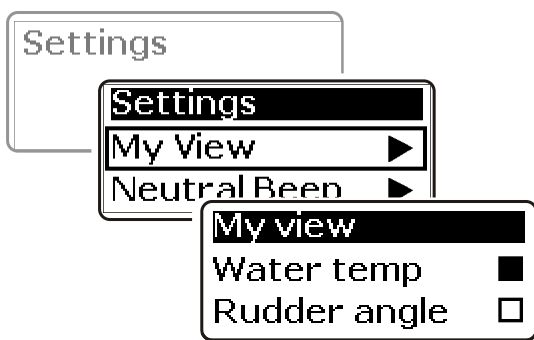 Settings
Settings
My View
Neutral Beep
My view
Water temp
Rudder angle